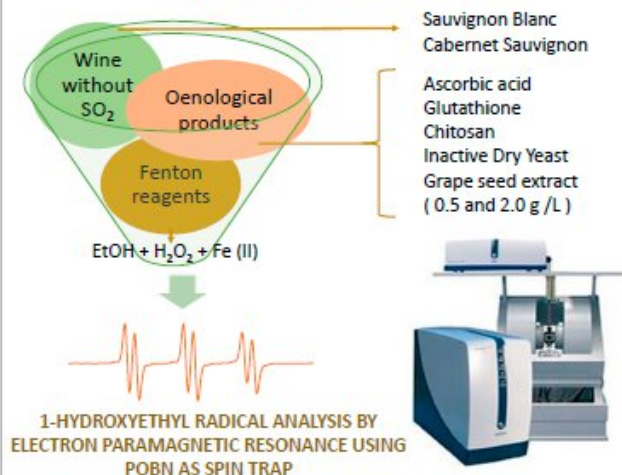 Sauvignon Blanc
Cabernet Sauvignon
Wine
without
SO₂
Oenological
products
Fenton
reagents
EtOH + H₂O₂ + Fe (II)
Ascorbic acid
Glutathione
Chitosan
Inactive Dry Yeast
Grape seed extract
( 0.5 and 2.0 g /L )
1-HYDROXYETHYL RADICAL ANALYSIS BY
ELECTRON PARAMAGNETIC RESONANCE USING
POBN AS SPIN TRAP